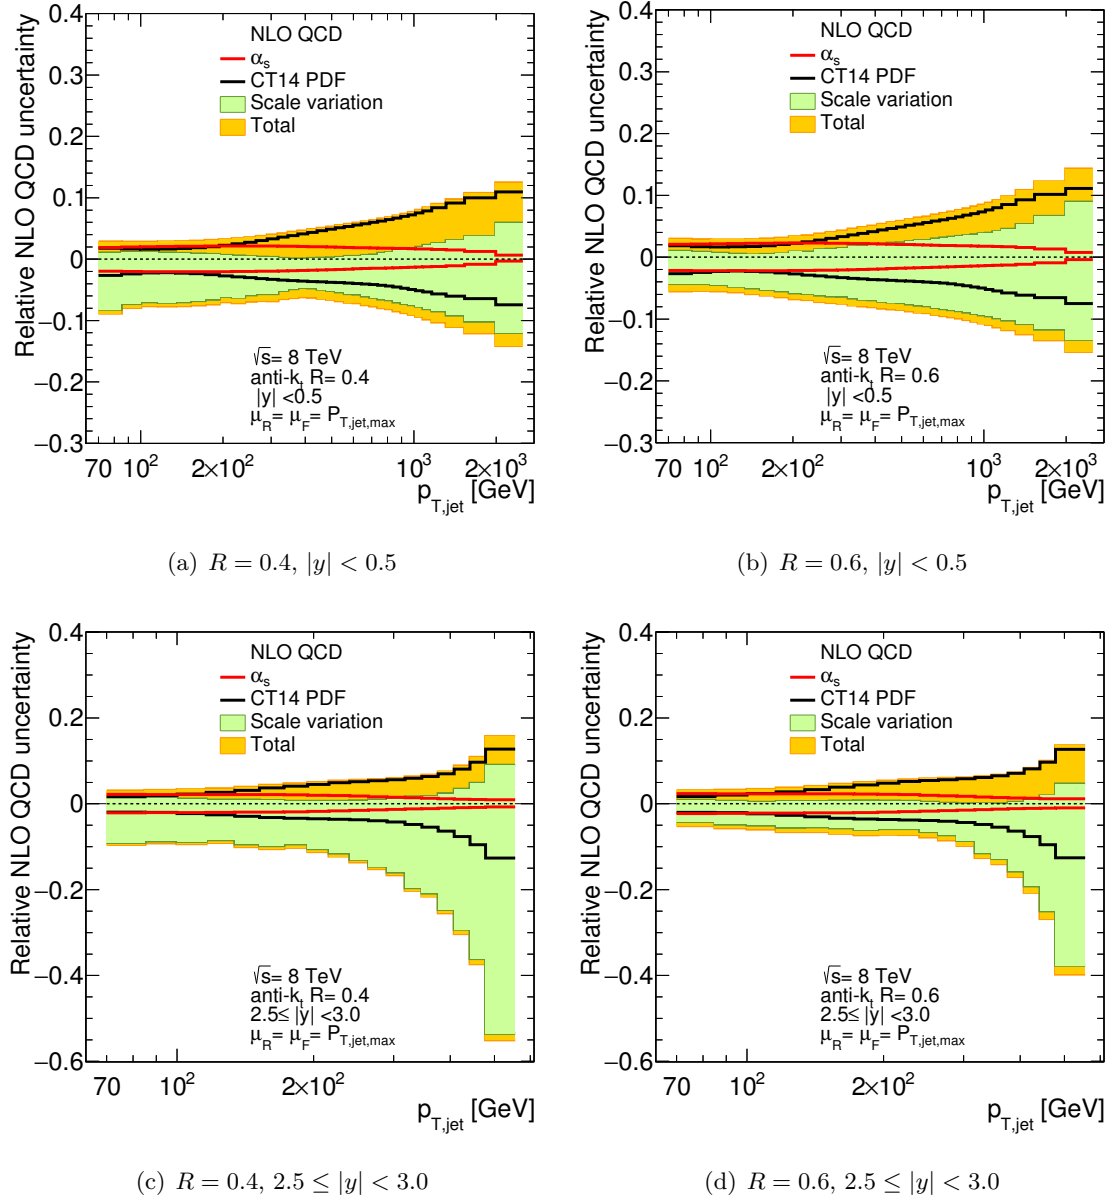 0.4
0.3
0.2
0.1
0
−0.1
−0.2
−0.3
Relative NLO QCD uncertainty
NLO QCD
αs
CT14 PDF
Scale variation
Total
√s= 8 TeV
anti-kt R= 0.4
|y| <0.5
μR= μF= PT,jet,max
70 10² 2×10² 10³ 2×10³
pT,jet [GeV]
(a) R = 0.4, |y| < 0.5
0.4
0.3
0.2
0.1
0
−0.1
−0.2
−0.3
Relative NLO QCD uncertainty
NLO QCD
αs
CT14 PDF
Scale variation
Total
√s= 8 TeV
anti-kt R= 0.6
|y| <0.5
μR= μF= PT,jet,max
70 10² 2×10² 10³ 2×10³
pT,jet [GeV]
(b) R = 0.6, |y| < 0.5
0.4
0.2
0
−0.2
−0.4
−0.6
Relative NLO QCD uncertainty
NLO QCD
αs
CT14 PDF
Scale variation
Total
√s= 8 TeV
anti-kt R= 0.4
2.5≤ |y| <3.0
μR= μF= PT,jet,max
70 10² 2×10²
pT,jet [GeV]
(c) R = 0.4, 2.5 ≤ |y| < 3.0
0.4
0.2
0
−0.2
−0.4
−0.6
Relative NLO QCD uncertainty
NLO QCD
αs
CT14 PDF
Scale variation
Total
√s= 8 TeV
anti-kt R= 0.6
2.5≤ |y| <3.0
μR= μF= PT,jet,max
70 10² 2×10²
pT,jet [GeV]
(d) R = 0.6, 2.5 ≤ |y| < 3.0